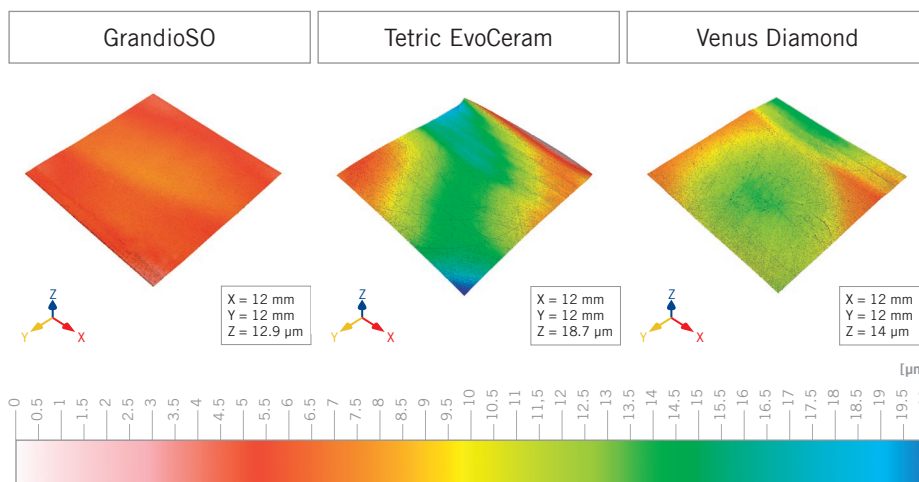 GrandioSO
Tetric EvoCeram
Venus Diamond
Z
Y
X
X = 12 mm
Y = 12 mm
Z = 12.9 µm
Z
Y
X
X = 12 mm
Y = 12 mm
Z = 18.7 µm
Z
Y
X
X = 12 mm
Y = 12 mm
Z = 14 µm
0 0.5 1 1.5 2 2.5 3 3.5 4 4.5 5 5.5 6 6.5 7 7.5 8 8.5 9 9.5 10 10.5 11 11.5 12 12.5 13 13.5 14 14.5 15 15.5 16 16.5 17 17.5 18 18.5 19 19.5